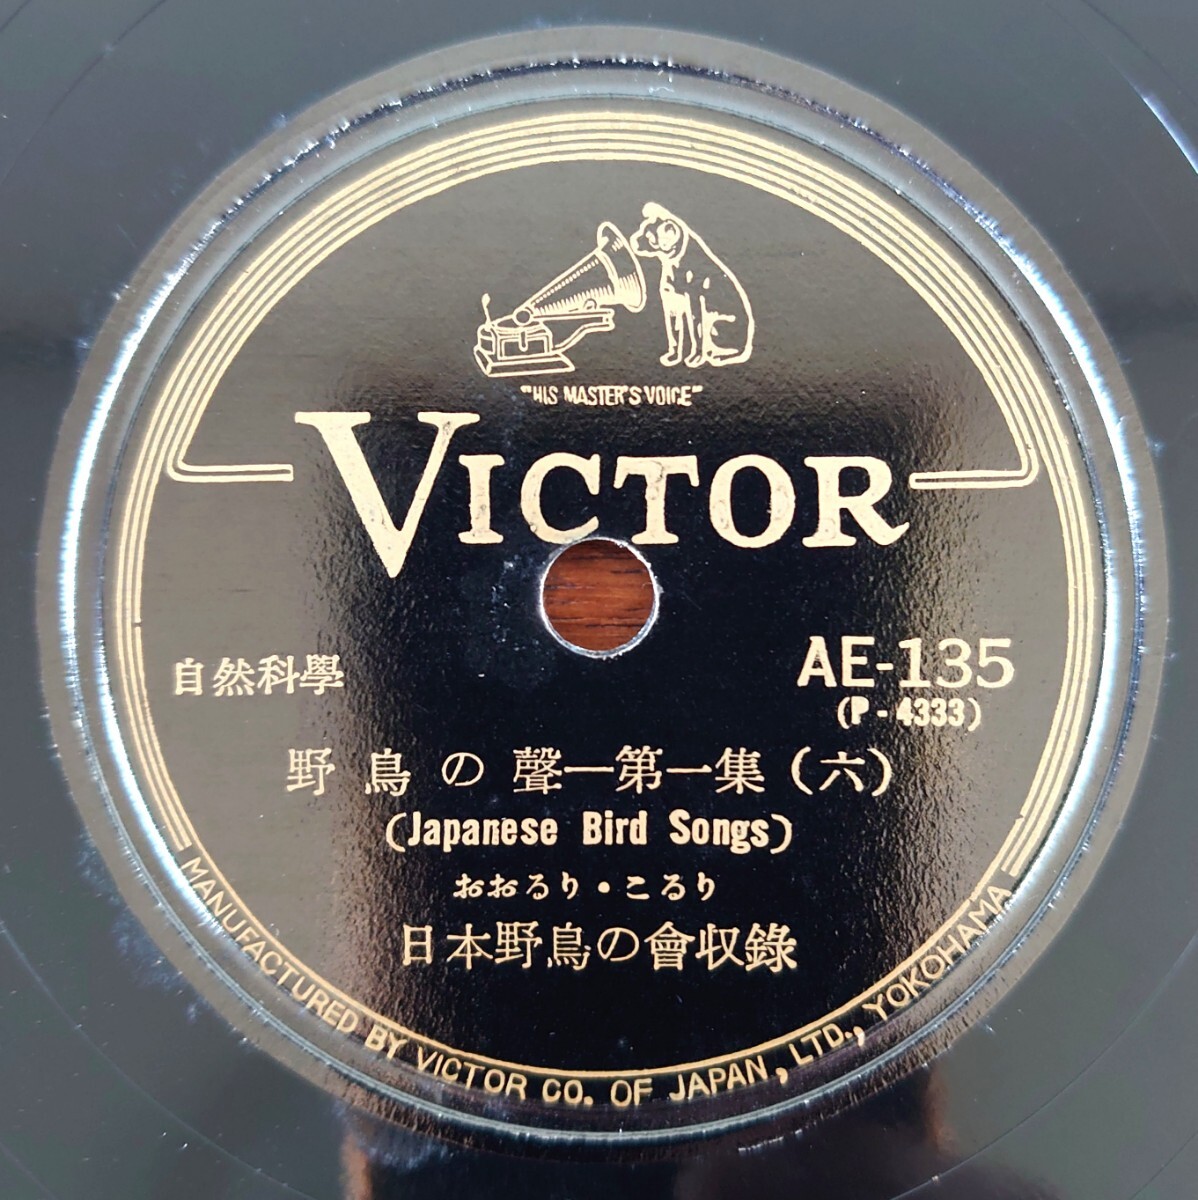 "HIS MASTER'S VOICE"
VICTOR
自然科學
AE-135
(P-4333)
野鳥の聲—第一集(六)
(Japanese Bird Songs)
おおるり・こるり
日本野鳥の會収錄
MANUFACTURED BY VICTOR CO. OF JAPAN, LTD., YOKOHAMA